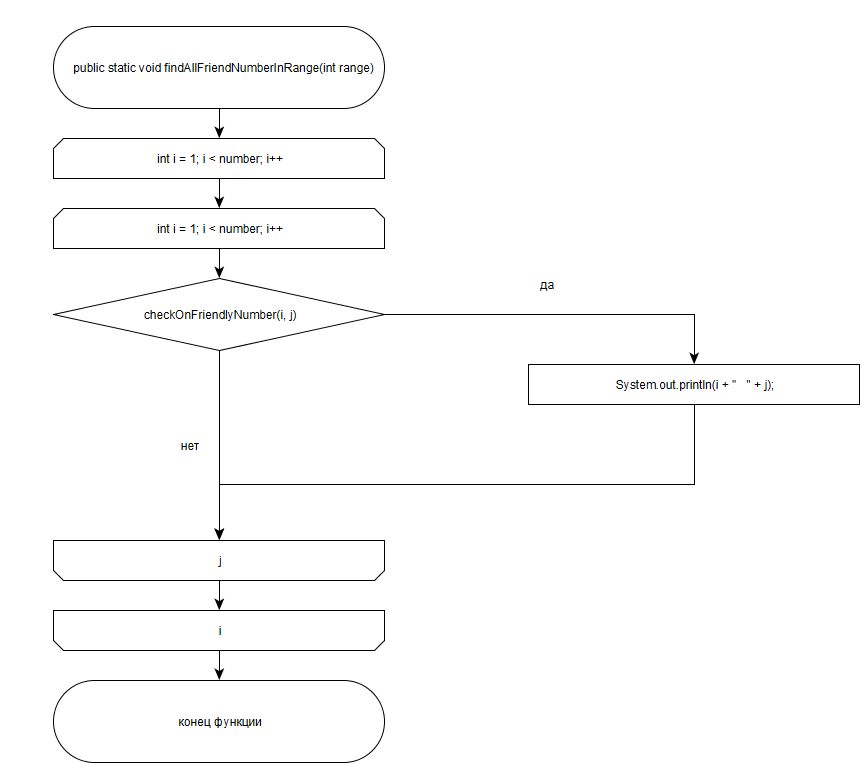 public static void findAllFriendNumberInRange(int range)
int i = 1; i < number; i++
int i = 1; i < number; i++
да
checkOnFriendlyNumber(i, j)
System.out.println(i + "   " + j);
нет
j
i
конец функции